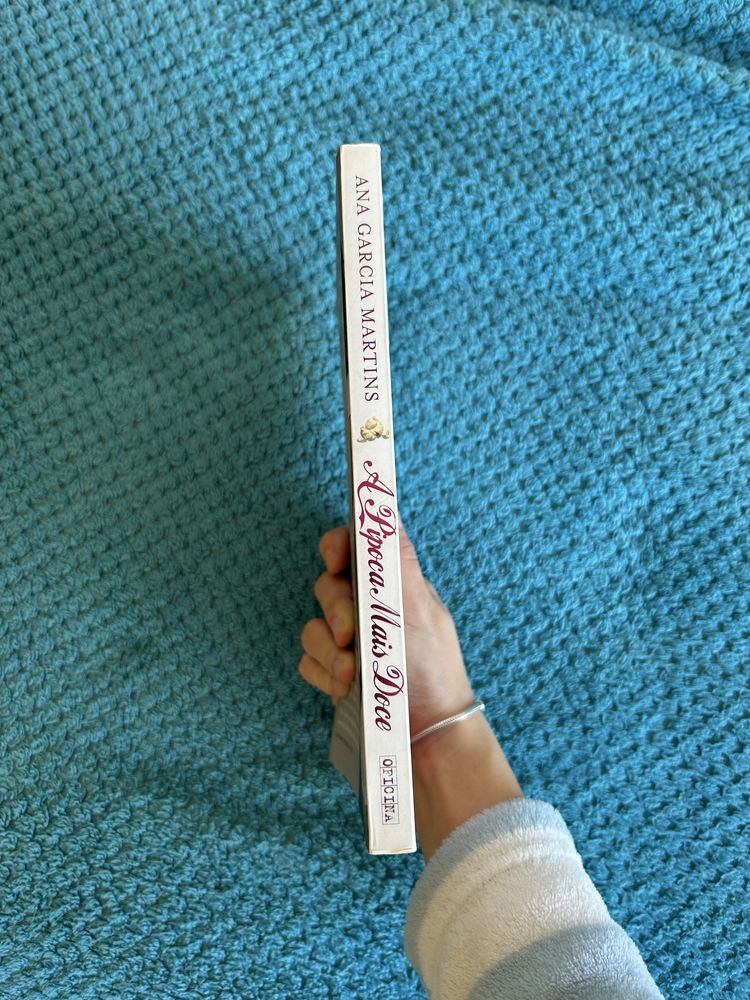 ANA GARCIA MARTINS
A Pipoca Mais Doce
OFICINA